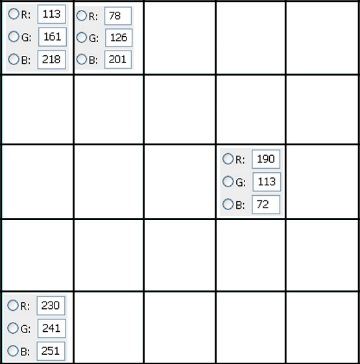 R: 113
G: 161
B: 218
R: 78
G: 126
B: 201
R: 190
G: 113
B: 72
R: 230
G: 241
B: 251